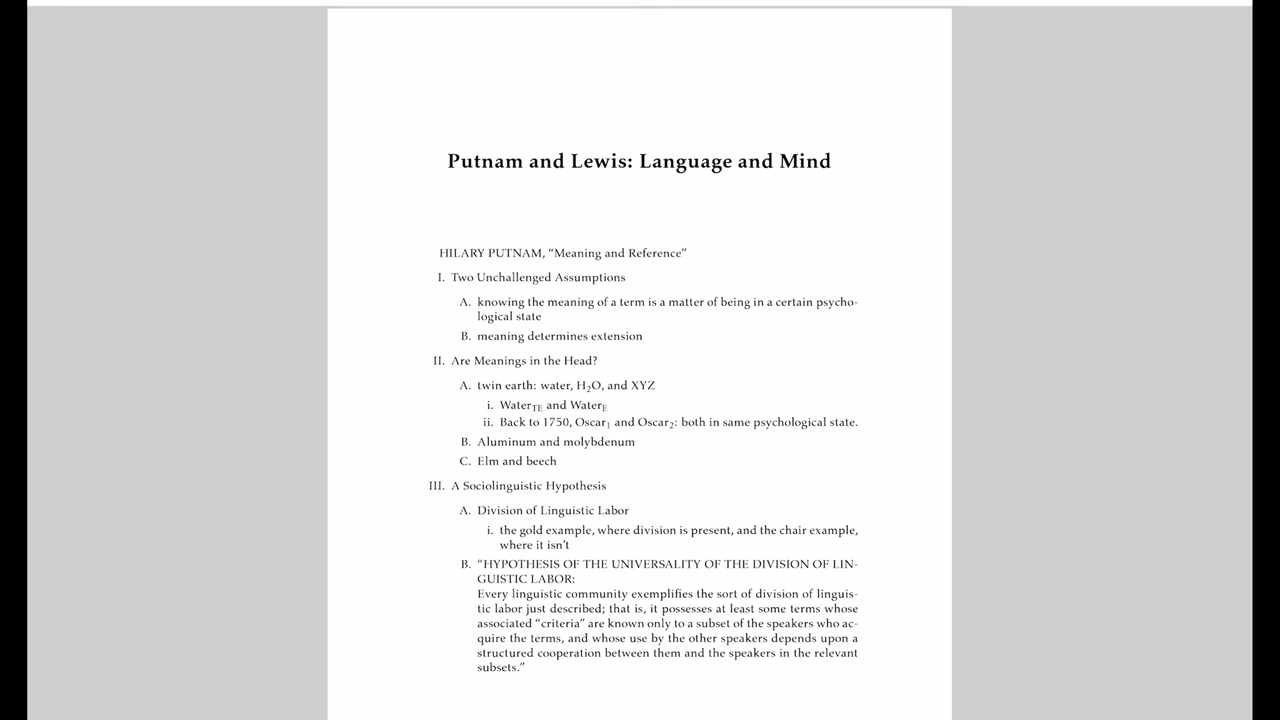 Putnam and Lewis: Language and Mind
HILARY PUTNAM, “Meaning and Reference”
I. Two Unchallenged Assumptions
A. knowing the meaning of a term is a matter of being in a certain psycho-
logical state
B. meaning determines extension
II. Are Meanings in the Head?
A. twin earth: water, H₂O, and XYZ
i. Water_TE and Water_E
ii. Back to 1750, Oscar₁ and Oscar₂: both in same psychological state.
B. Aluminum and molybdenum
C. Elm and beech
III. A Sociolinguistic Hypothesis
A. Division of Linguistic Labor
i. the gold example, where division is present, and the chair example,
where it isn’t
B. “HYPOTHESIS OF THE UNIVERSALITY OF THE DIVISION OF LIN-
GUISTIC LABOR:
Every linguistic community exemplifies the sort of division of linguis-
tic labor just described; that is, it possesses at least some terms whose
associated “criteria” are known only to a subset of the speakers who ac-
quire the terms, and whose use by the other speakers depends upon a
structured cooperation between them and the speakers in the relevant
subsets.”